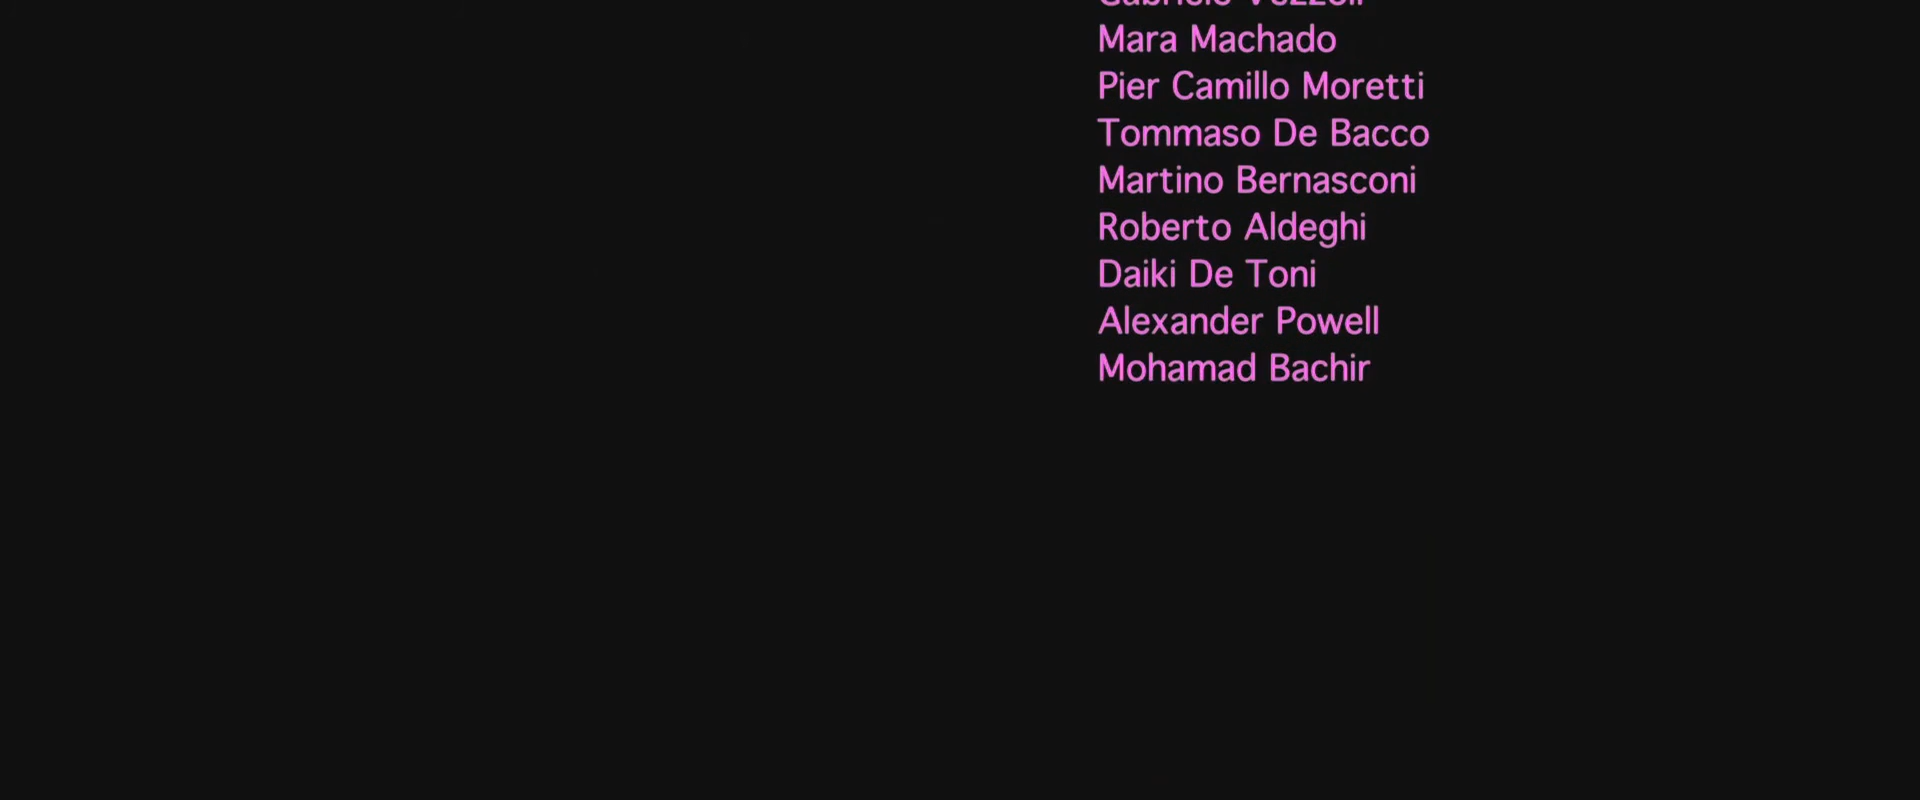 Mara Machado
Pier Camillo Moretti
Tommaso De Bacco
Martino Bernasconi
Roberto Aldeghi
Daiki De Toni
Alexander Powell
Mohamad Bachir